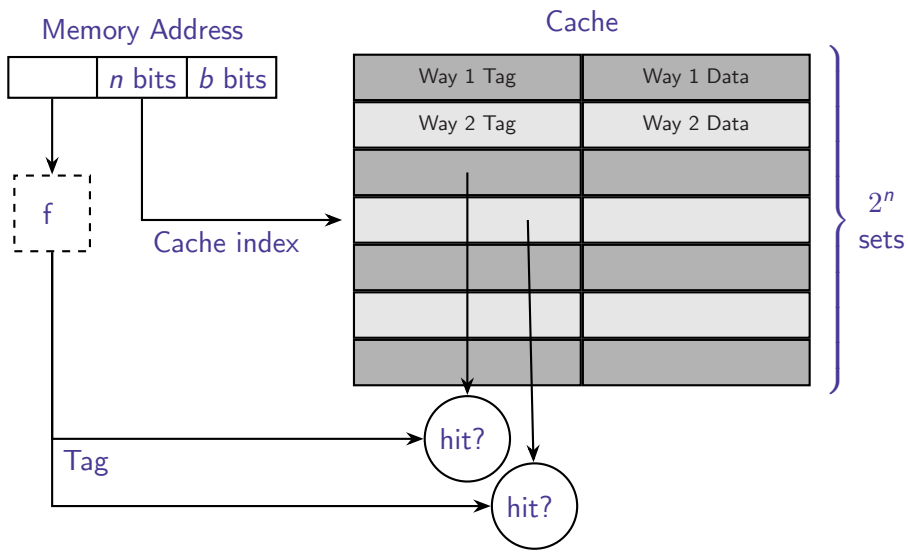 Memory Address
n bits
b bits
Cache
Way 1 Tag
Way 1 Data
Way 2 Tag
Way 2 Data
f
Cache index
2ⁿ
sets
Tag
hit?
hit?